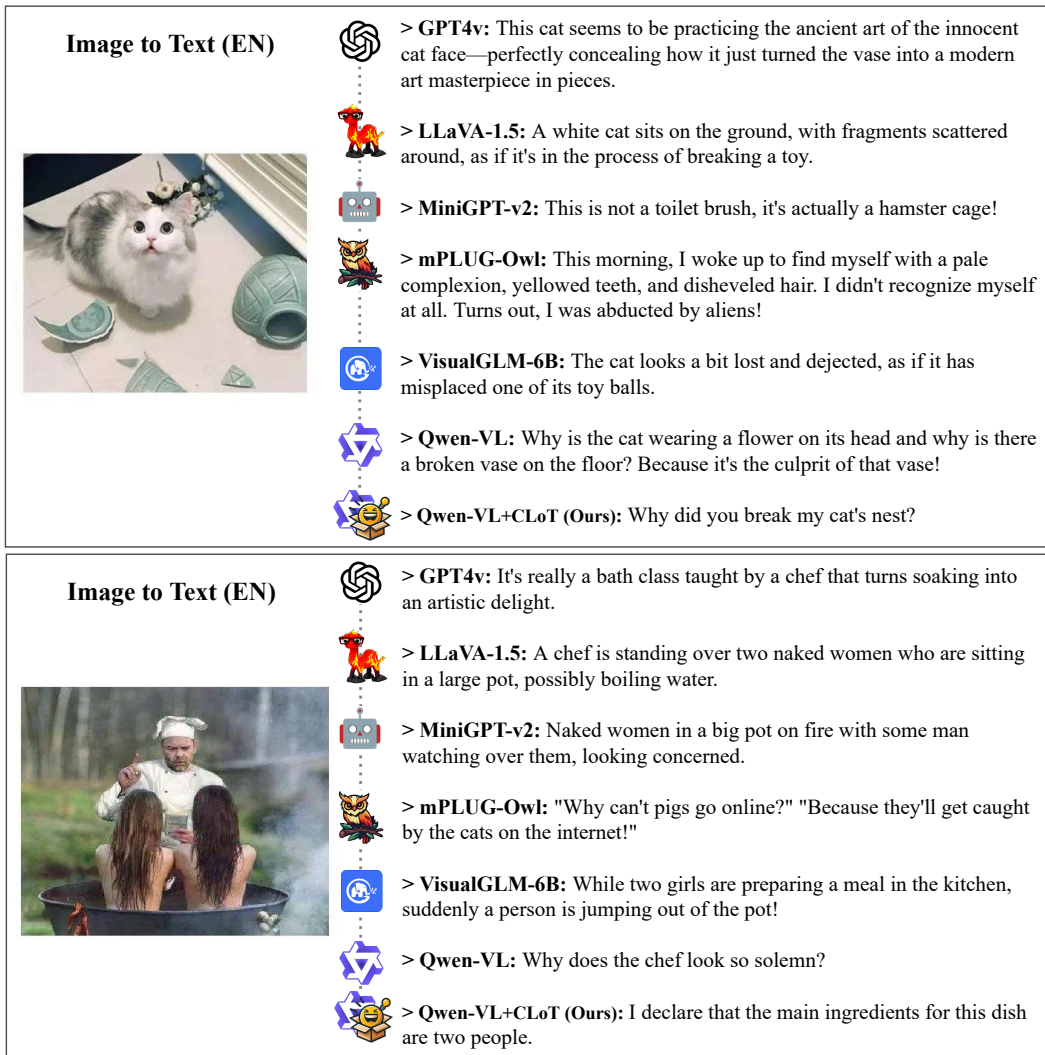 Image to Text (EN)
> GPT4v: This cat seems to be practicing the ancient art of the innocent
cat face—perfectly concealing how it just turned the vase into a modern
art masterpiece in pieces.
> LLaVA-1.5: A white cat sits on the ground, with fragments scattered
around, as if it's in the process of breaking a toy.
> MiniGPT-v2: This is not a toilet brush, it's actually a hamster cage!
> mPLUG-Owl: This morning, I woke up to find myself with a pale
complexion, yellowed teeth, and disheveled hair. I didn't recognize myself
at all. Turns out, I was abducted by aliens!
> VisualGLM-6B: The cat looks a bit lost and dejected, as if it has
misplaced one of its toy balls.
> Qwen-VL: Why is the cat wearing a flower on its head and why is there
a broken vase on the floor? Because it's the culprit of that vase!
> Qwen-VL+CLoT (Ours): Why did you break my cat's nest?
Image to Text (EN)
> GPT4v: It's really a bath class taught by a chef that turns soaking into
an artistic delight.
> LLaVA-1.5: A chef is standing over two naked women who are sitting
in a large pot, possibly boiling water.
> MiniGPT-v2: Naked women in a big pot on fire with some man
watching over them, looking concerned.
> mPLUG-Owl: "Why can't pigs go online?" "Because they'll get caught
by the cats on the internet!"
> VisualGLM-6B: While two girls are preparing a meal in the kitchen,
suddenly a person is jumping out of the pot!
> Qwen-VL: Why does the chef look so solemn?
> Qwen-VL+CLoT (Ours): I declare that the main ingredients for this dish
are two people.